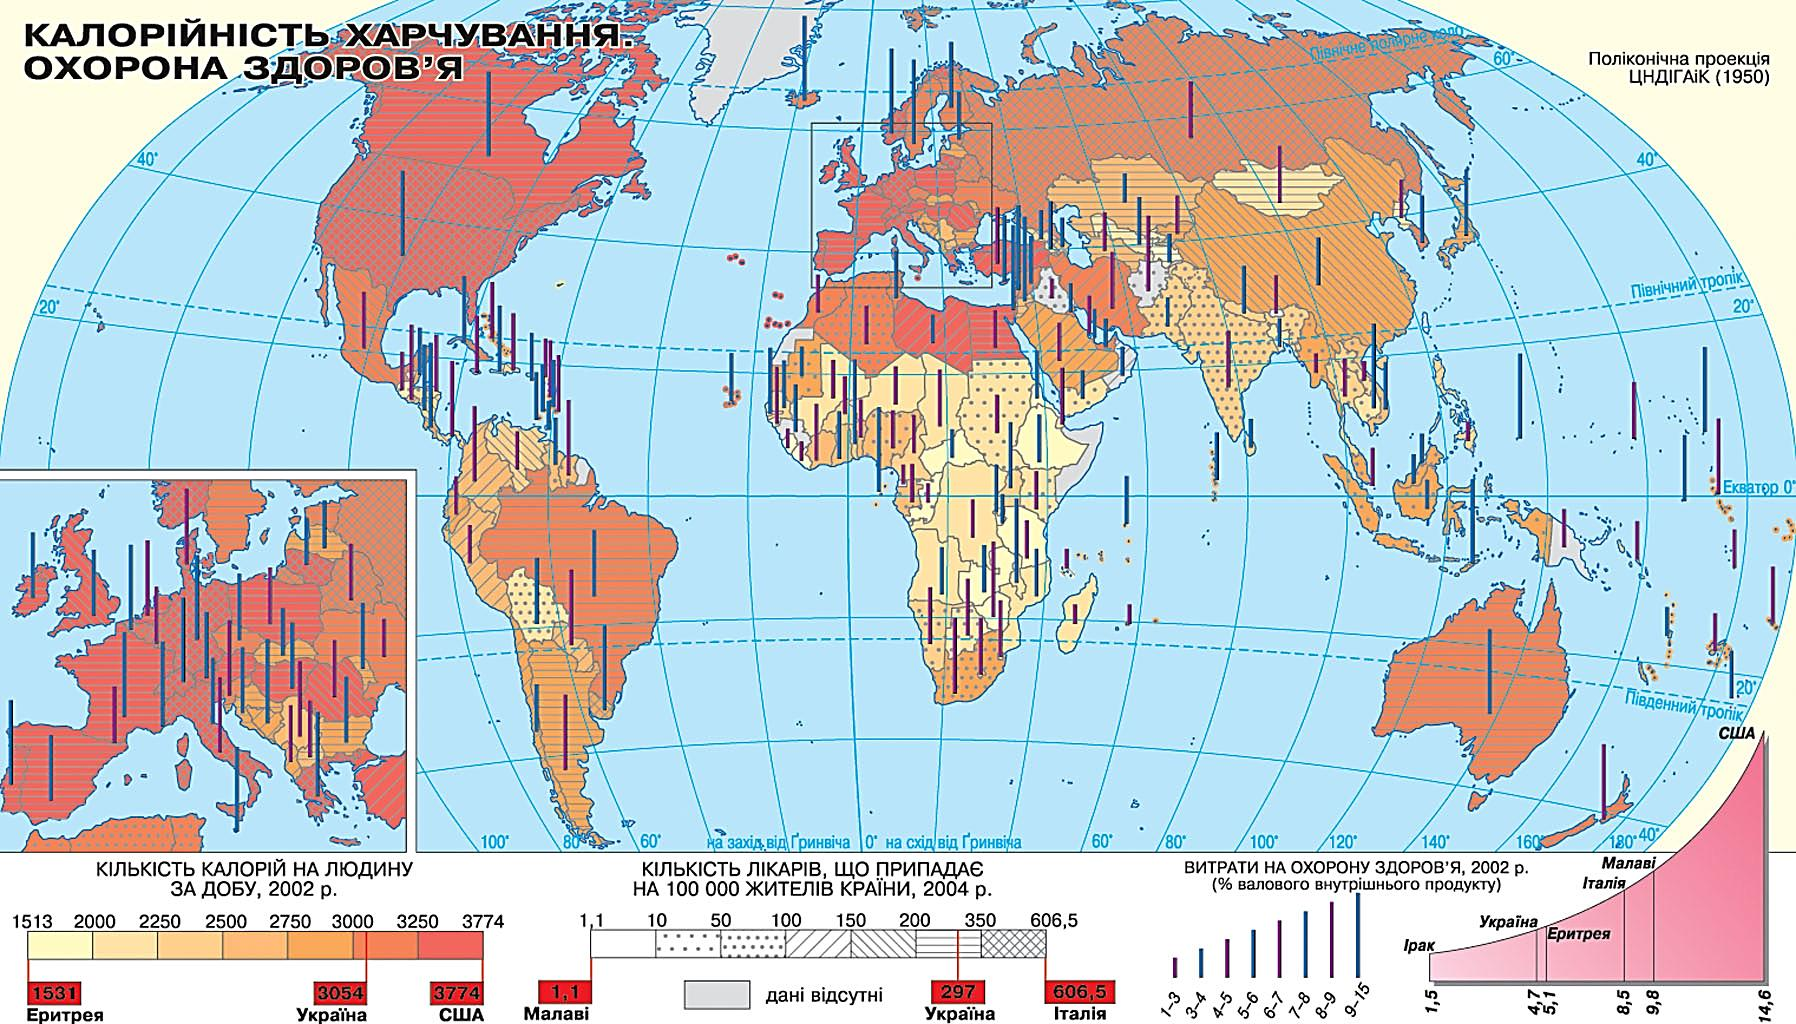 КАЛОРІЙНІСТЬ ХАРЧУВАННЯ.
ОХОРОНА ЗДОРОВ’Я
Поліконічна проекція
ЦНДІГАіК (1950)
Північне полярне коло
60°
40°
40°
20°
Північний тропік
20°
Екватор 0°
20°
Південний тропік
100° 80° 60° на захід від Ґринвіча 0° на схід від Ґринвіча 60° 80° 100° 120° 140° 160° 180° 40°
КІЛЬКІСТЬ КАЛОРІЙ НА ЛЮДИНУ
ЗА ДОБУ, 2002 р.
1513 2000 2250 2500 2750 3000 3250 3774
1531 3054 3774
Еритрея Україна США
КІЛЬКІСТЬ ЛІКАРІВ, ЩО ПРИПАДАЄ
НА 100 000 ЖИТЕЛІВ КРАЇНИ, 2004 р.
1,1 10 50 100 150 200 350 606,5
1,1 дані відсутні 297 606,5
Малаві Україна Італія
ВИТРАТИ НА ОХОРОНУ ЗДОРОВ’Я, 2002 р.
(% валового внутрішнього продукту)
1–3 3–4 4–5 5–6 6–7 7–8 8–9 9–15
США
Малаві
Італія
Україна
Еритрея
Ірак
1,5 4,7 5,1 8,5 9,8 14,6